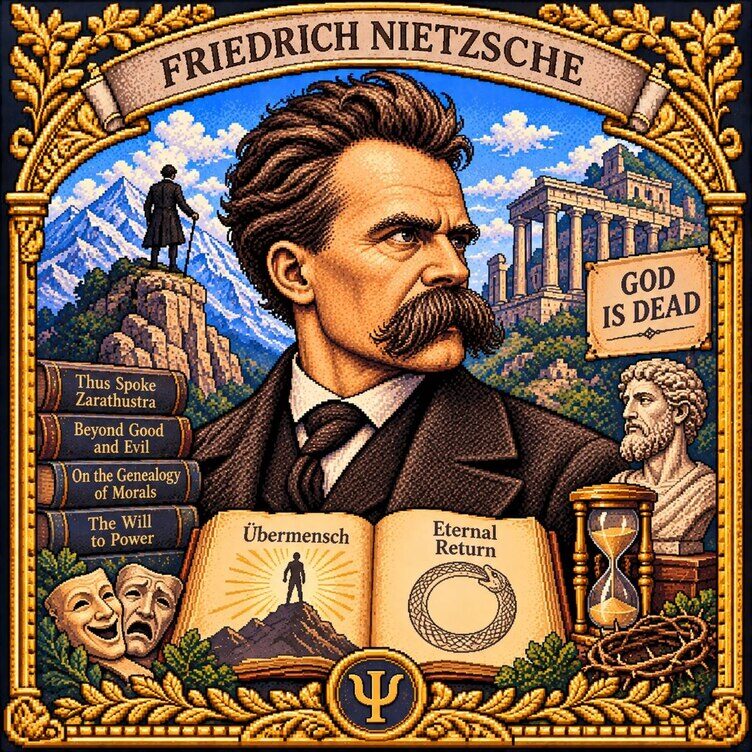 FRIEDRICH NIETZSCHE
GOD
IS DEAD
Thus Spoke
Zarathustra
Beyond Good
and Evil
On the Genealogy
of Morals
The Will
to Power
Übermensch
Eternal
Return
Ψ